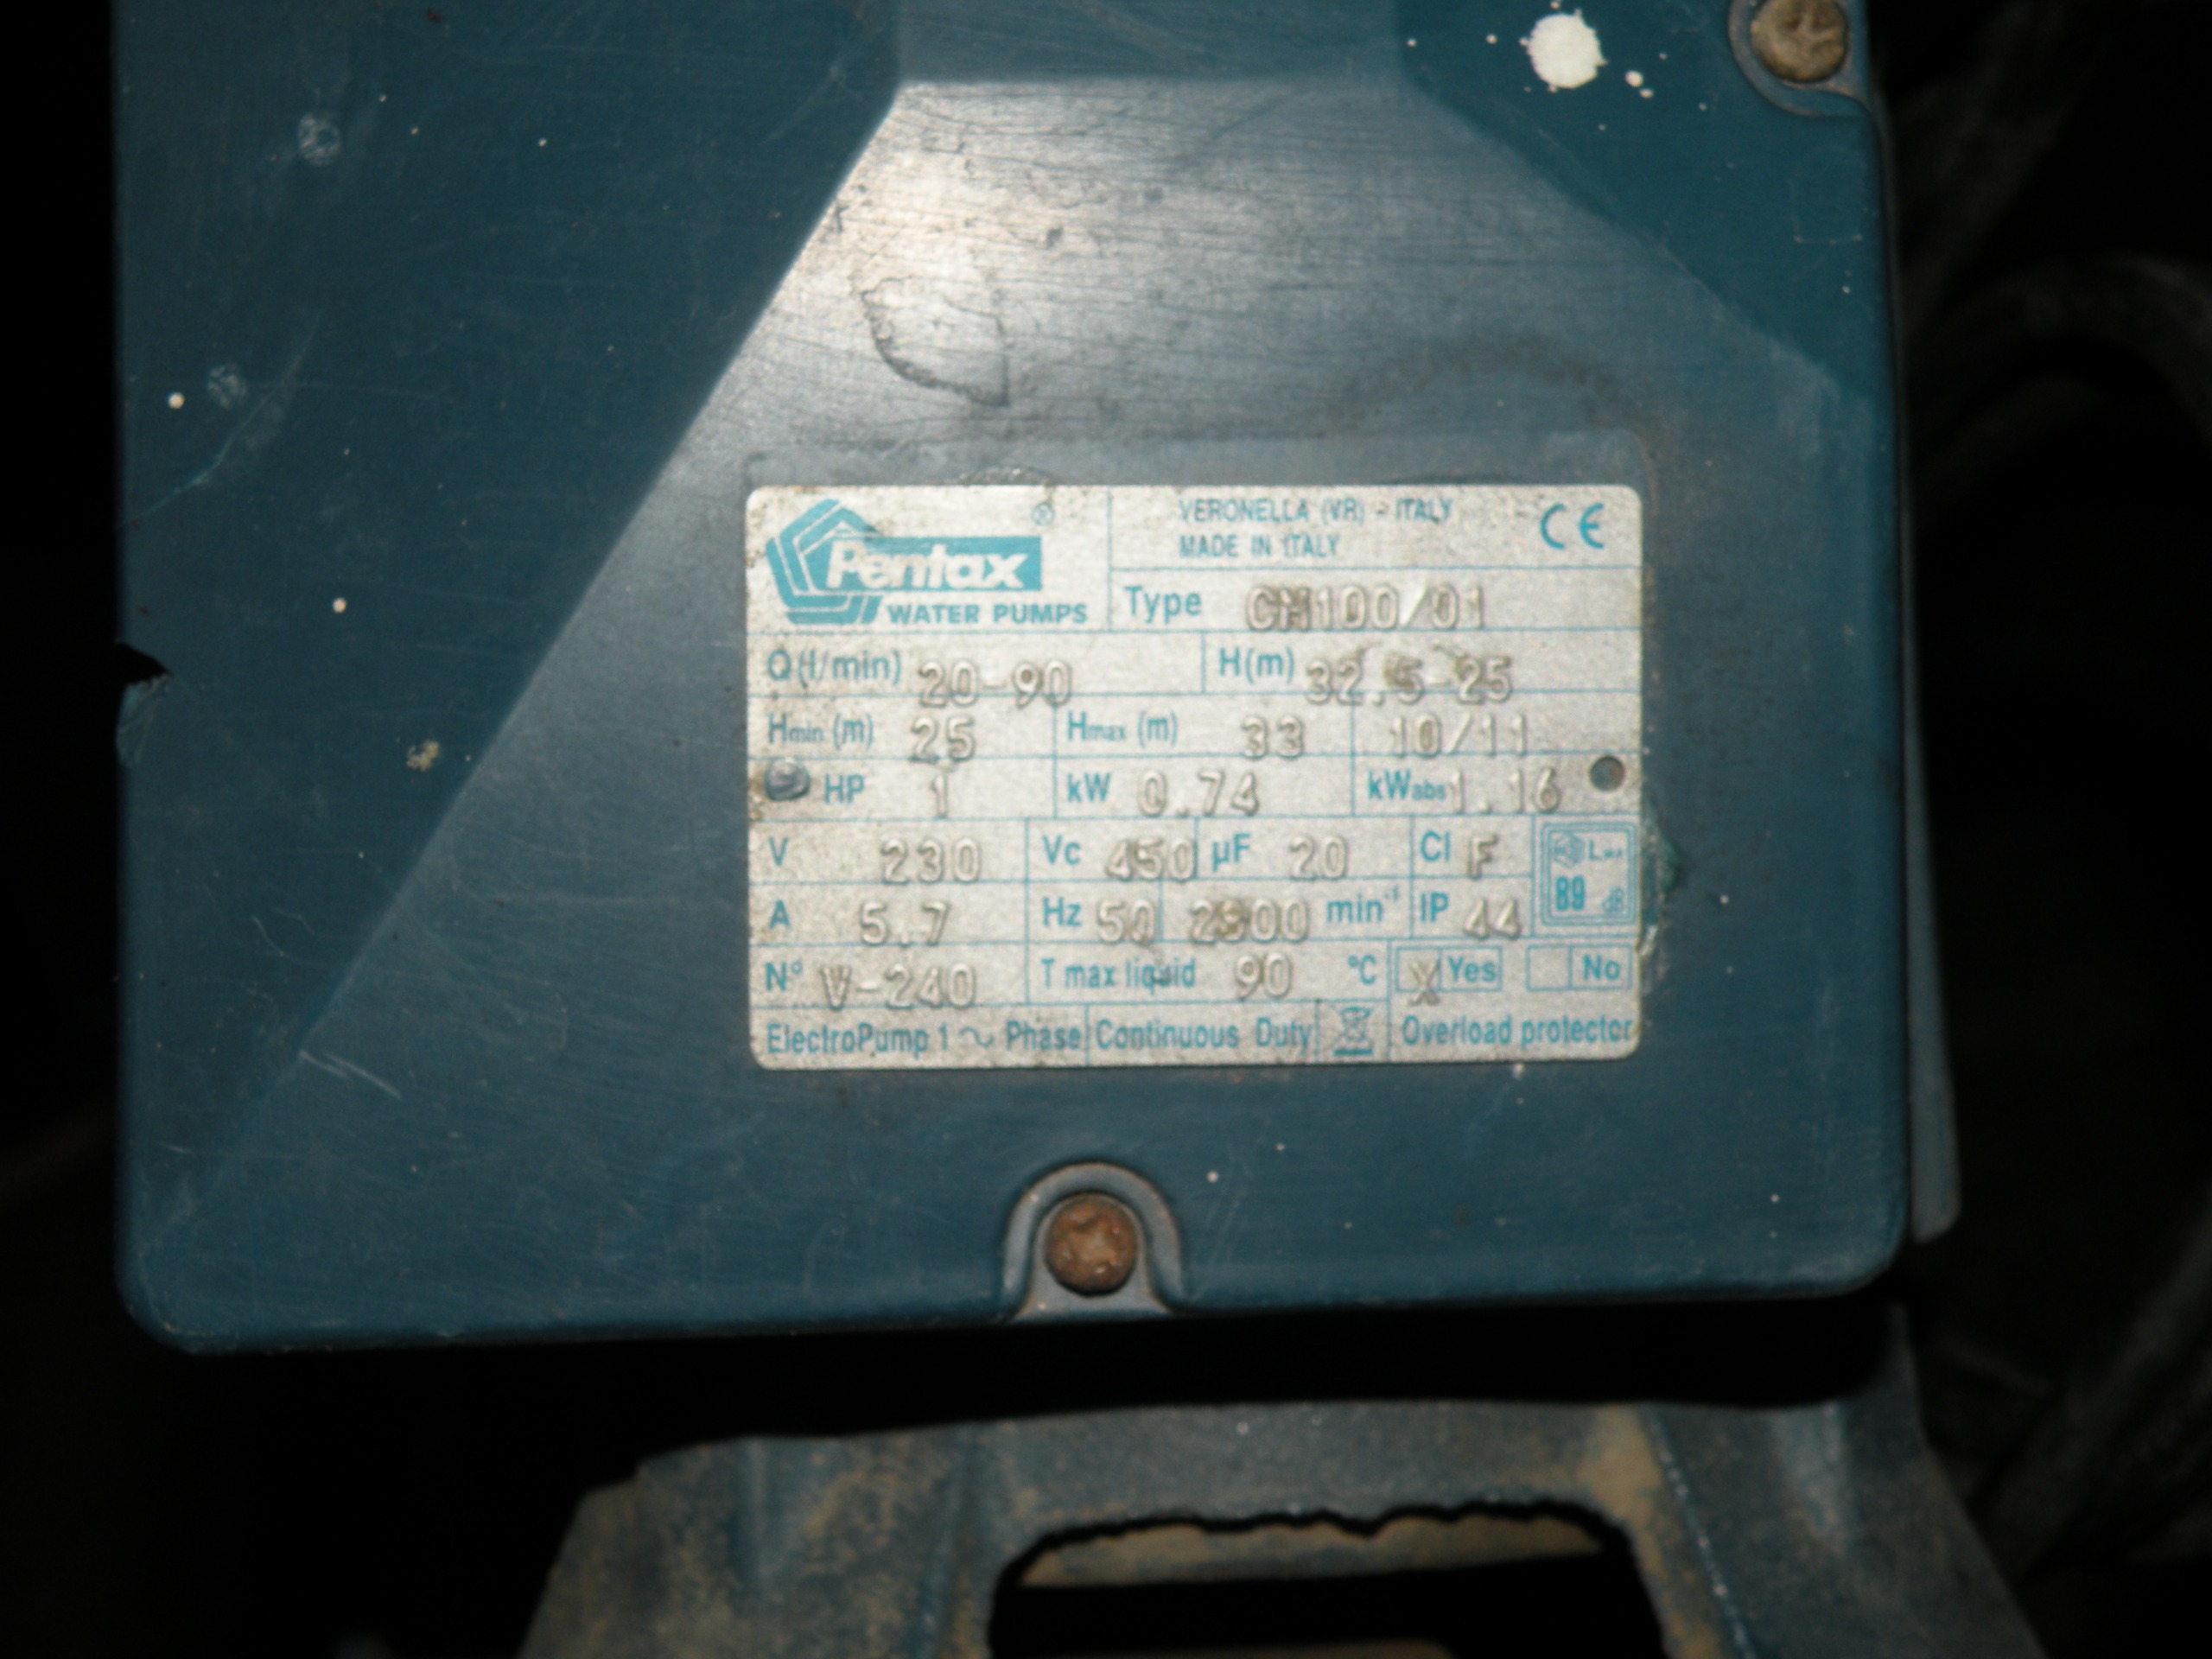 Pentax ®
WATER PUMPS
VERONELLA (VR) - ITALY
MADE IN ITALY
CE
Type CM100/01
Q (l/min) 20-90 H(m) 32.5-25
Hmin (m) 25 Hmax (m) 33 10/11
HP 1 kW 0.74 kWabs 1.16
V 230 Vc 450 µF 20 Cl F
A 5.7 Hz 50 2800 min⁻¹ IP 44
89 dB
N° V-240 T max liquid 90 °C X Yes No
ElectroPump 1 ~ Phase Continuous Duty Overload protector